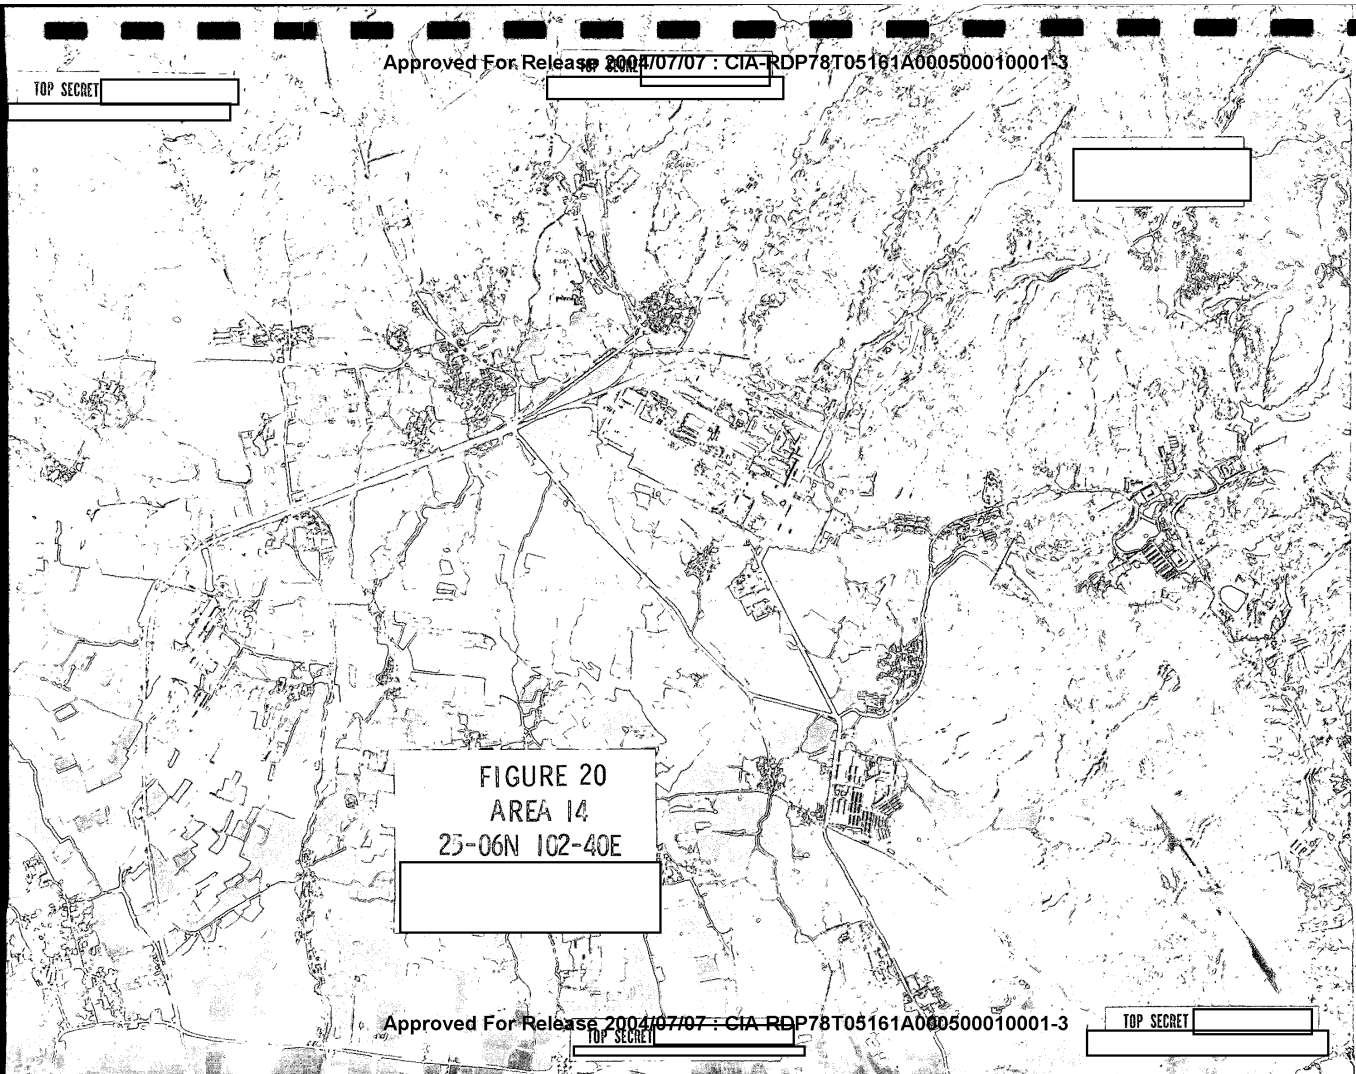 Approved For Release 2004/07/07 : CIA-RDP78T05161A000500010001-3
TOP SECRET
TOP SECRET
FIGURE 20
AREA 14
25-06N 102-40E
Approved For Release 2004/07/07 : CIA-RDP78T05161A000500010001-3
TOP SECRET
TOP SECRET